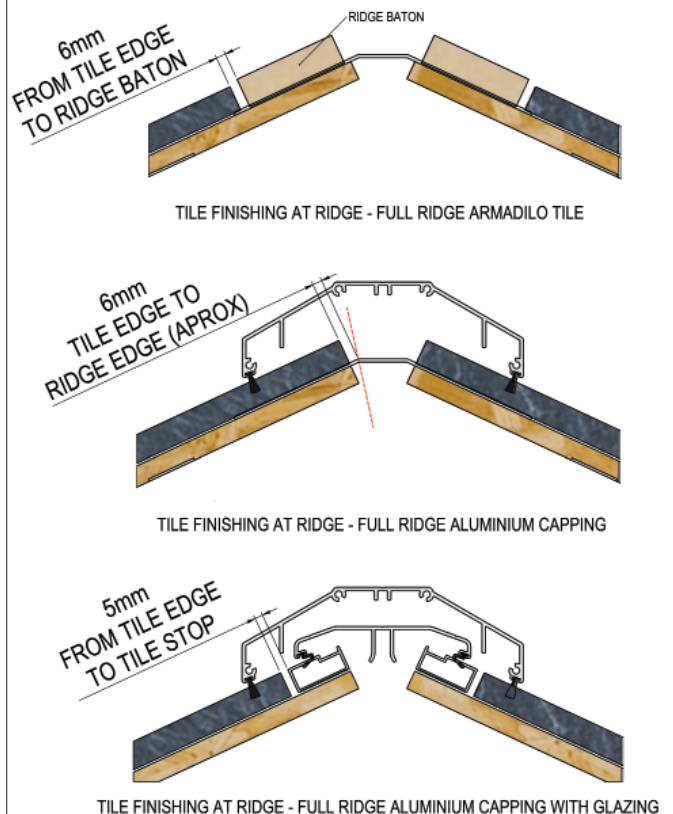 RIDGE BATON
6mm
FROM TILE EDGE
TO RIDGE BATON
TILE FINISHING AT RIDGE - FULL RIDGE ARMADILO TILE
6mm
TILE EDGE TO
RIDGE EDGE (APROX)
TILE FINISHING AT RIDGE - FULL RIDGE ALUMINIUM CAPPING
5mm
FROM TILE EDGE
TO TILE STOP
TILE FINISHING AT RIDGE - FULL RIDGE ALUMINIUM CAPPING WITH GLAZING